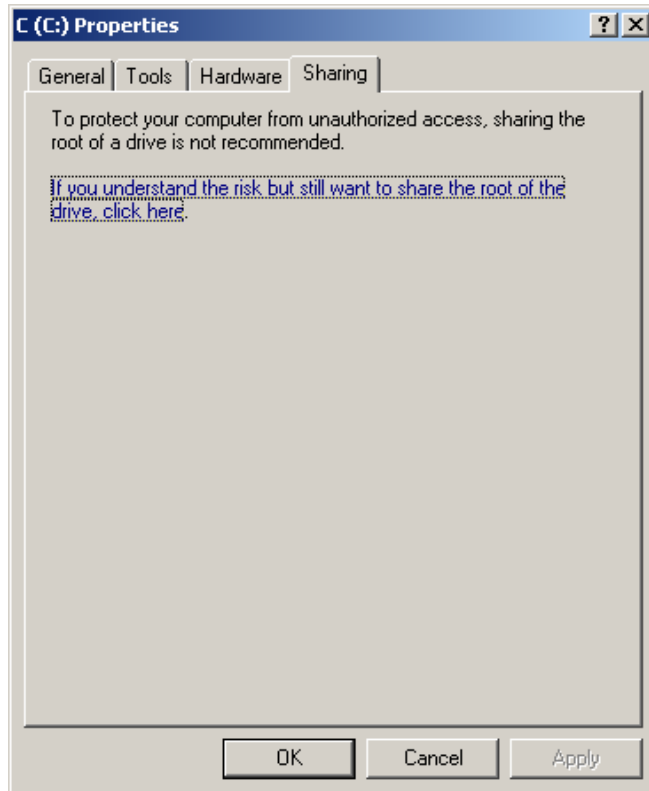 C (C:) Properties
General Tools Hardware Sharing
To protect your computer from unauthorized access, sharing the
root of a drive is not recommended.
If you understand the risk but still want to share the root of the
drive, click here.
OK Cancel Apply